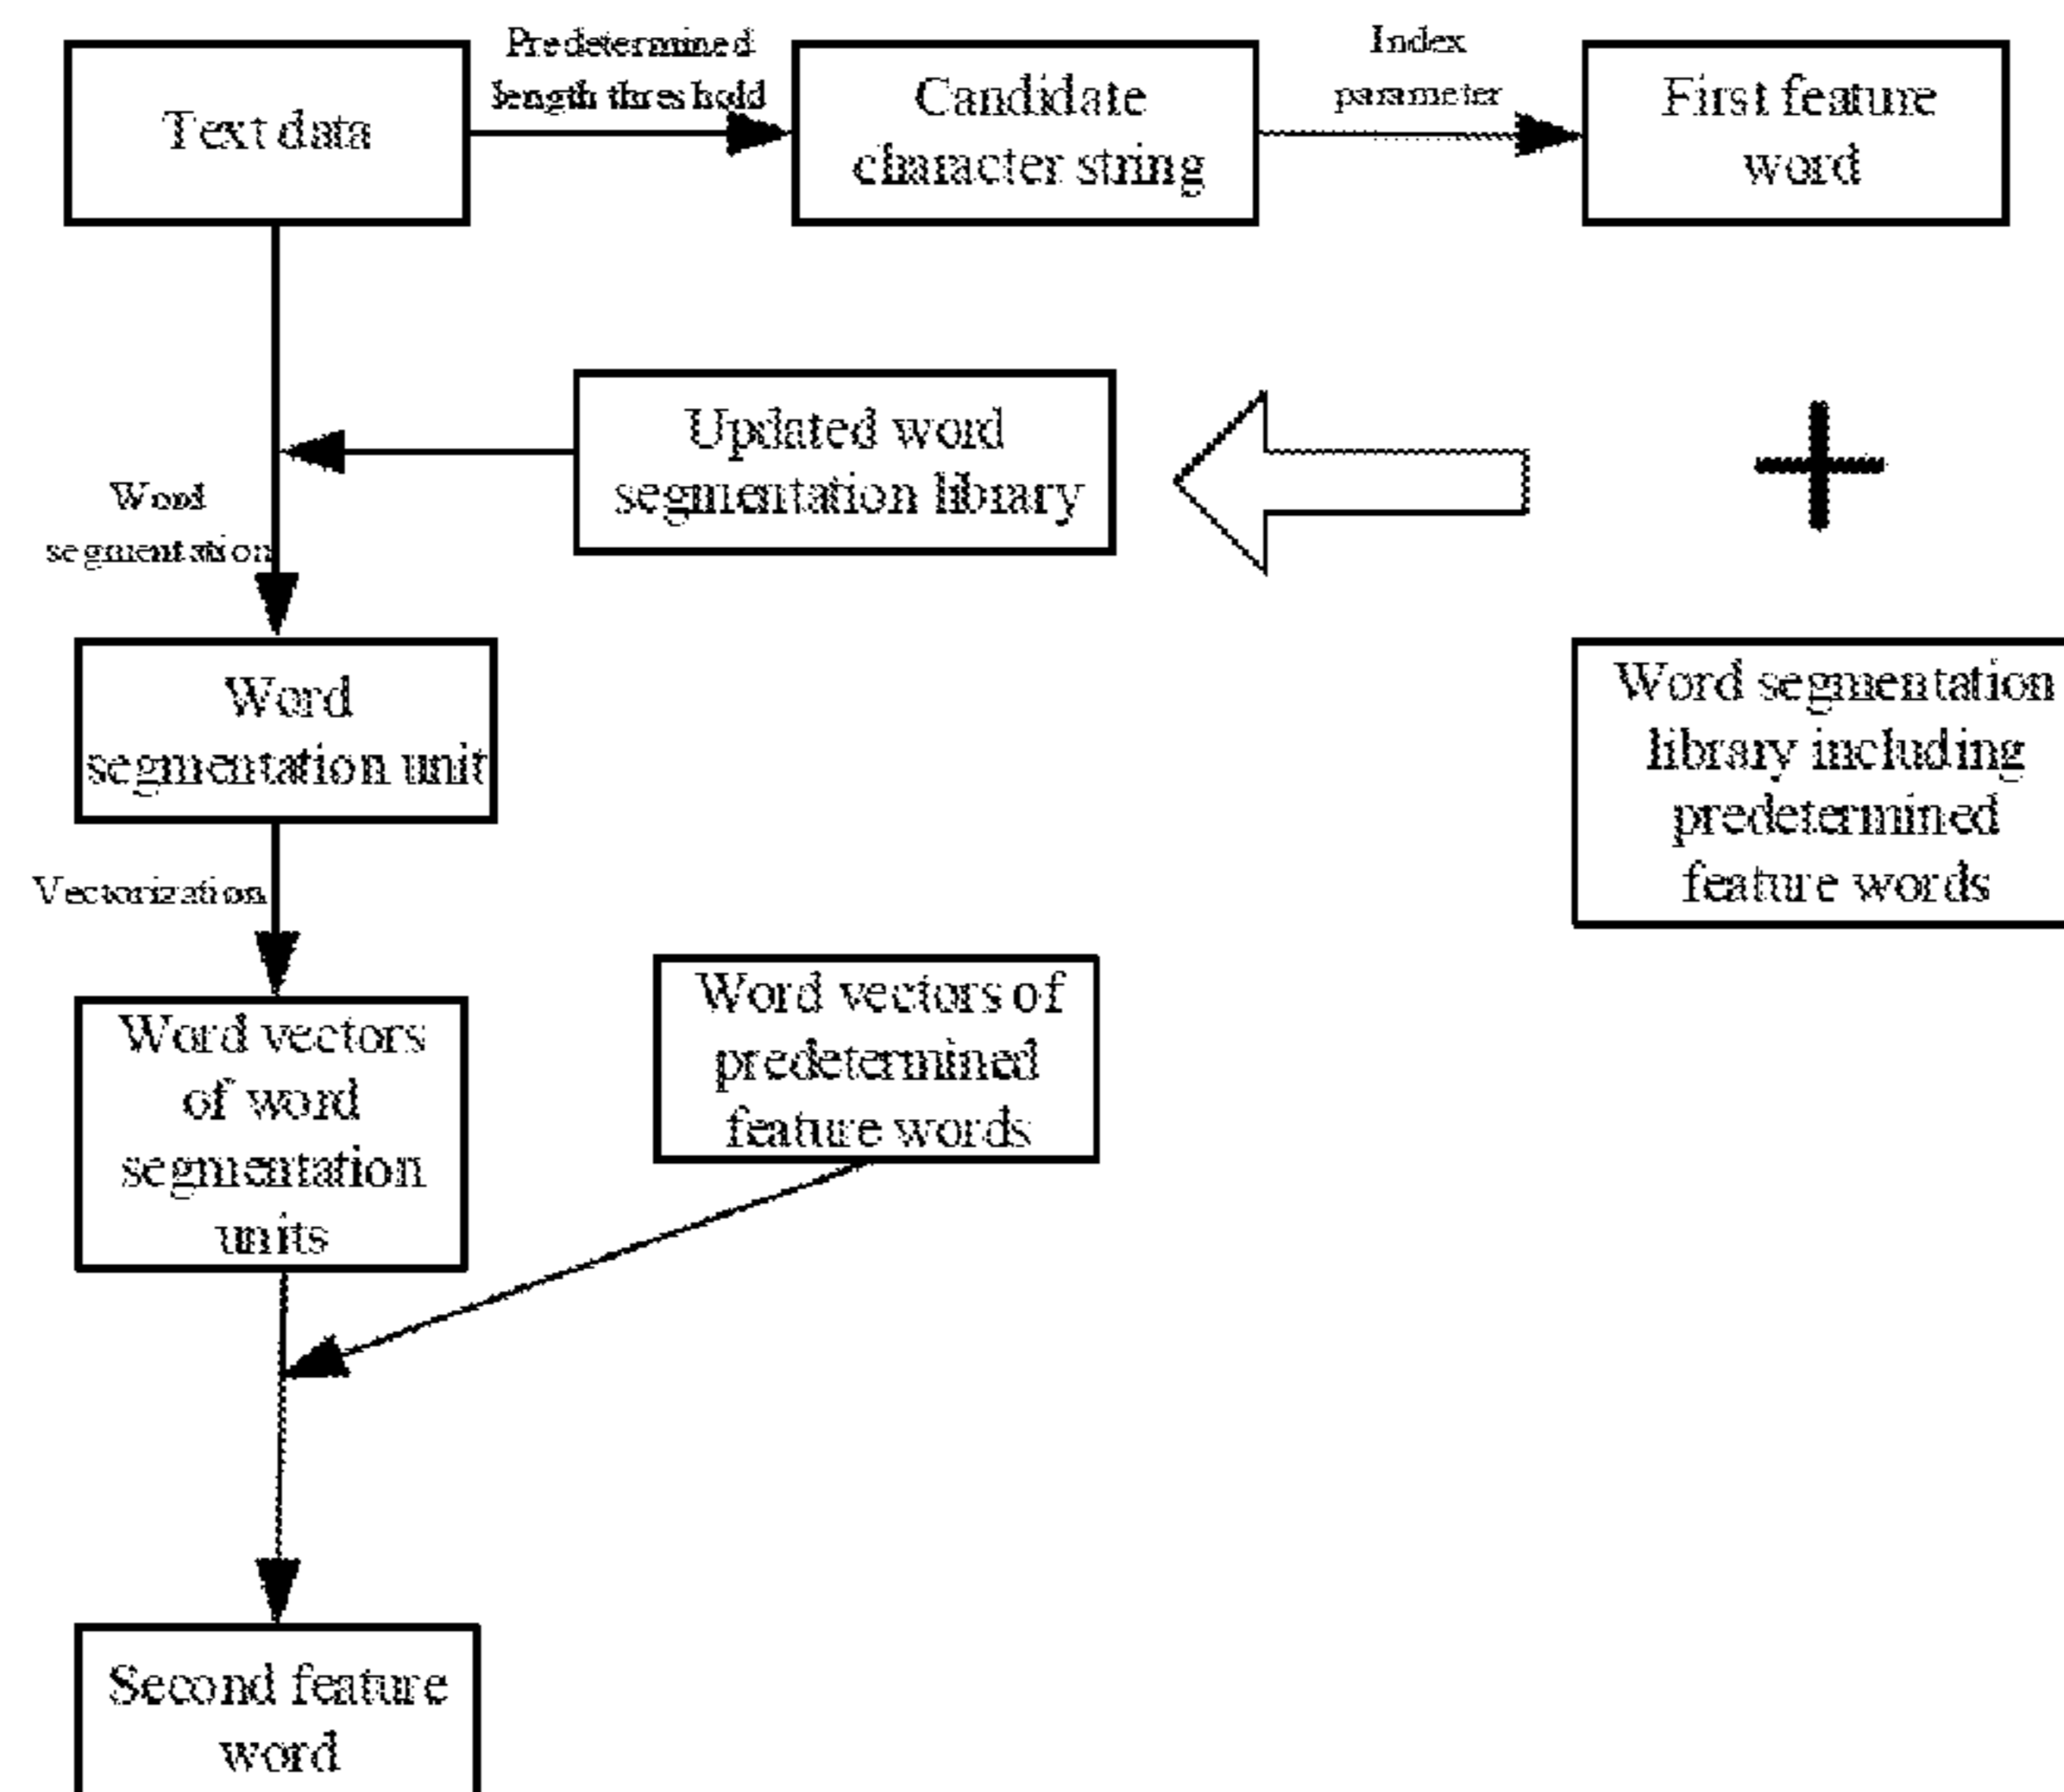 Text data
Predetermined
length threshold
Candidate
character string
Index
parameter
First feature
word
Updated word
segmentation library
Word
segmentation
Word
segmentation unit
Word segmentation
library including
predetermined
feature words
Vectorization
Word vectors
of word
segmentation
units
Word vectors of
predetermined
feature words
Second feature
word